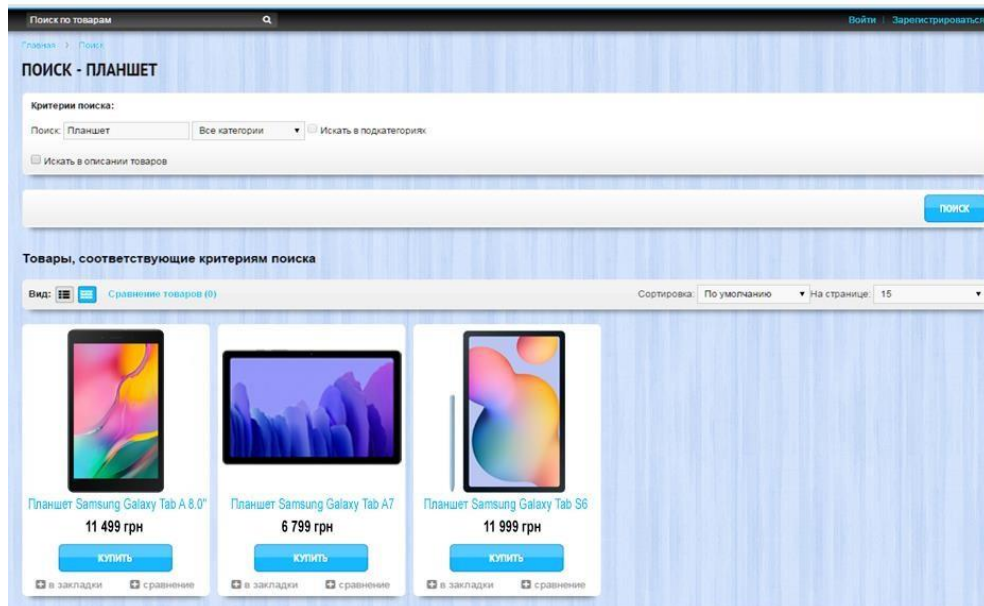 Поиск по товарам
Войти | Зарегистрироваться
Главная > Поиск
ПОИСК - ПЛАНШЕТ
Критерии поиска:
Поиск: Планшет Все категории Искать в подкатегориях
Искать в описании товаров
ПОИСК
Товары, соответствующие критериям поиска
Вид: Сравнение товаров (0) Сортировка: По умолчанию На странице: 15
Планшет Samsung Galaxy Tab A 8.0" Планшет Samsung Galaxy Tab A7 Планшет Samsung Galaxy Tab S6
11 499 грн 6 799 грн 11 999 грн
КУПИТЬ КУПИТЬ КУПИТЬ
в закладки сравнение в закладки сравнение в закладки сравнение